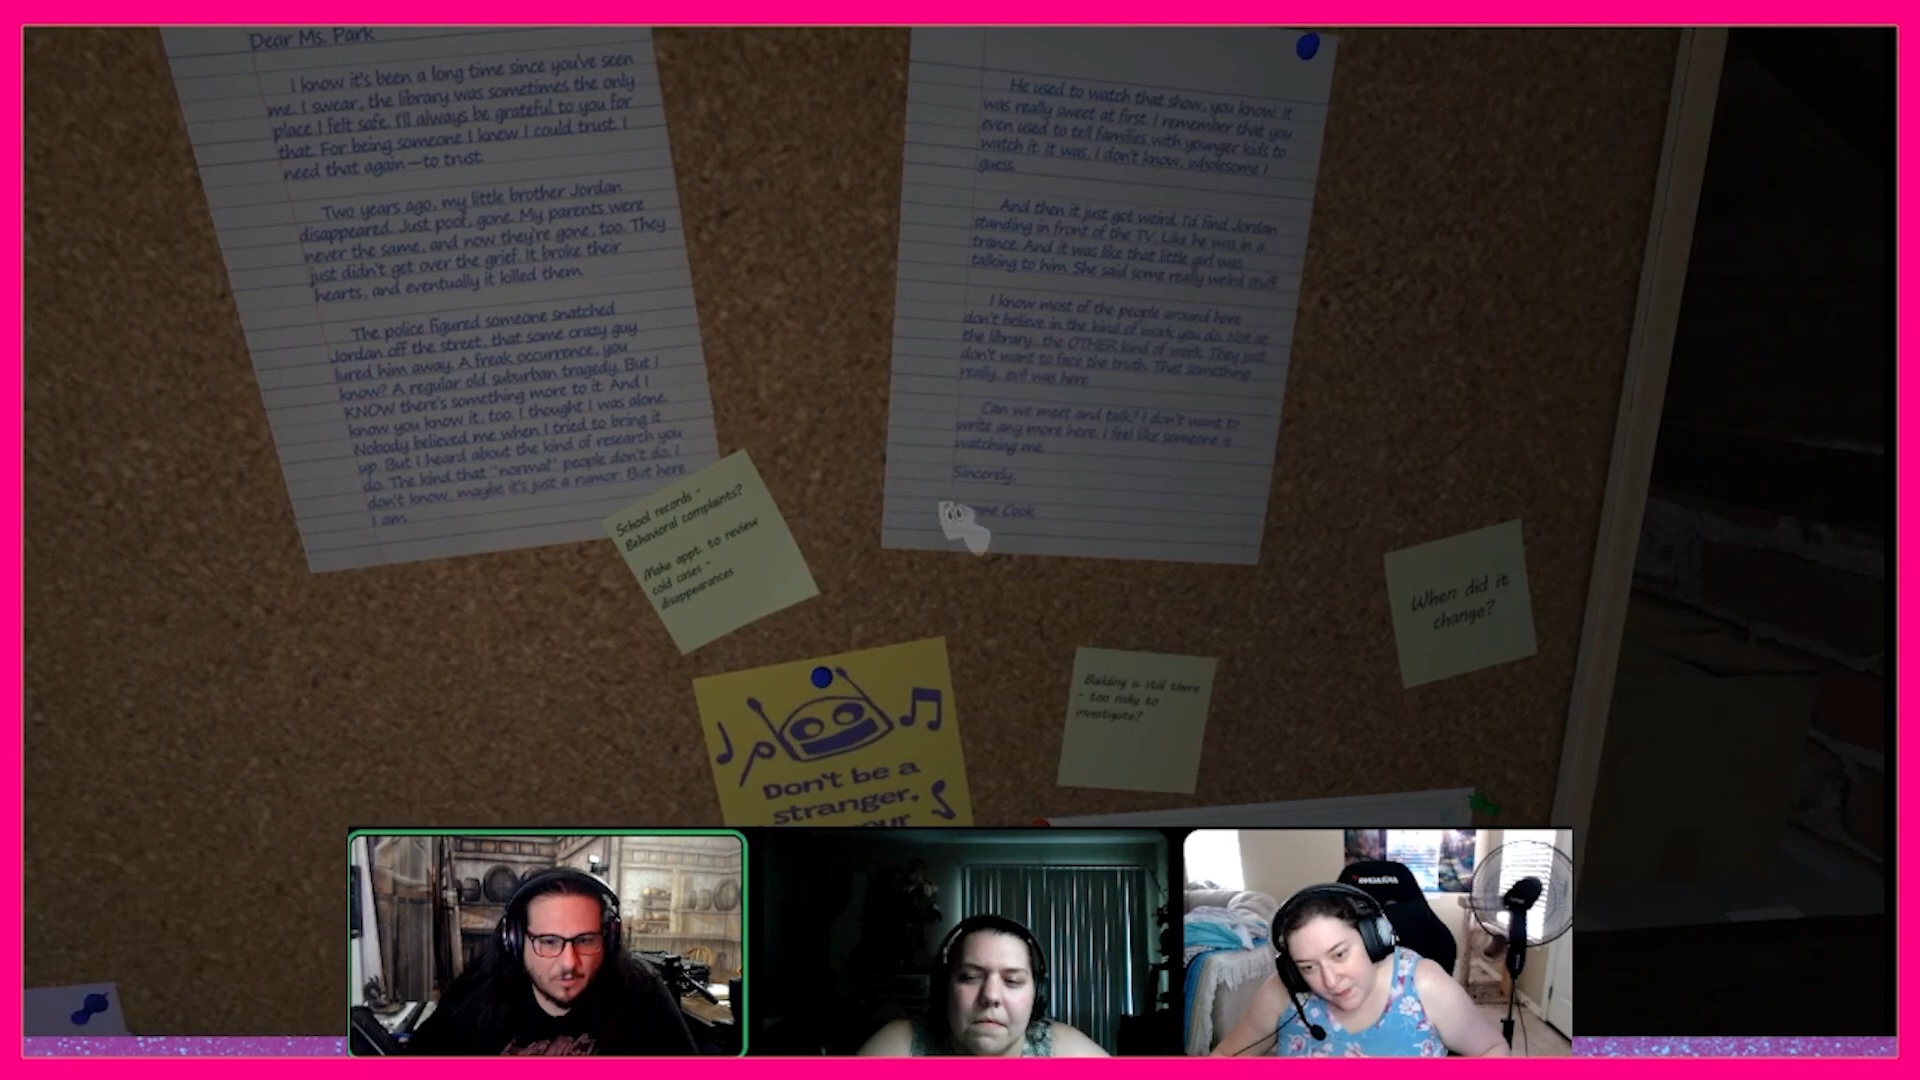 Dear Ms. Park
I know it's been a long time since you've seen
me. I swear, the library was sometimes the only
place I felt safe. I'll always be grateful to you for
that. For being someone I knew I could trust. I
need that again—to trust.
Two years ago, my little brother Jordan
disappeared. Just poof, gone. My parents were
never the same, and now they're gone, too. They
just didn't get over the grief. It broke their
hearts, and eventually it killed them.
The police figured someone snatched
Jordan off the street, that some crazy guy
lured him away. A freak occurrence, you
know? A regular old suburban tragedy. But I
KNOW there's something more to it. And I
know you know it, too. I thought I was alone.
Nobody believed me when I tried to bring it
up. But I heard about the kind of research you
do. The kind that "normal" people don't do. I
don't know, maybe it's just a rumor. But here
I am.
He used to watch that show, you know. It
was really sweet at first. I remember that you
even used to tell families with younger kids to
watch it. It was, I don't know, wholesome I
guess.
And then it just got weird. I'd find Jordan
standing in front of the TV. Like he was in a
trance. And it was like that little girl was
talking to him. She said some really weird stuff.
I know most of the people around here
don't believe in the kind of work you do. Not at
the library, the OTHER kind of work. They just
don't want to face the truth. That something
really.. evil was here.
Can we meet and talk? I don't want to
write any more here. I feel like someone is
watching me.
Sincerely,
Cook
School records -
Behavioral complaints?
Make appt. to review
cold cases -
disappearances
When did it
change?
Building is still there
- too risky to
investigate?
Don't be a
stranger,